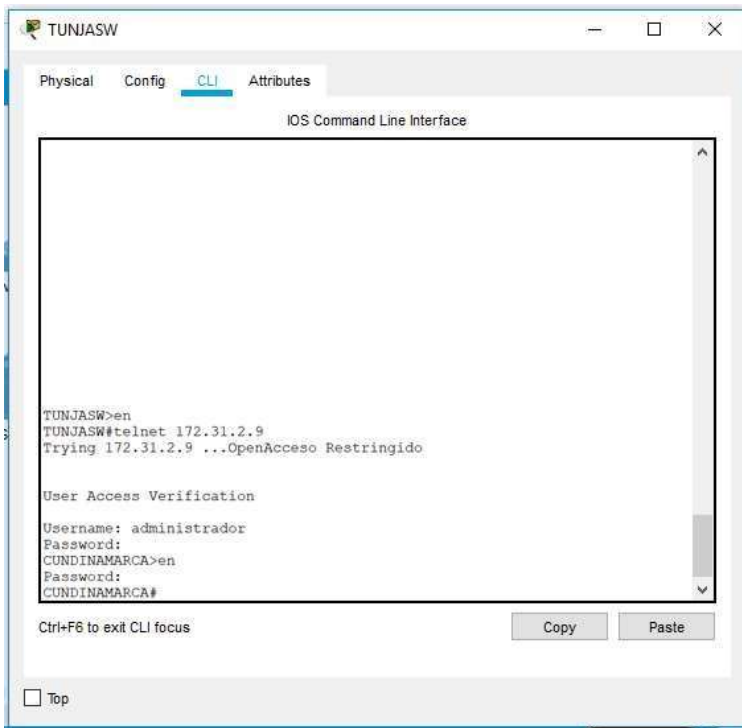 TUNJASW
Physical Config CLI Attributes
IOS Command Line Interface
TUNJASW>en
TUNJASW#telnet 172.31.2.9
Trying 172.31.2.9 ...OpenAcceso Restringido
User Access Verification
Username: administrador
Password:
CUNDINAMARCA>en
Password:
CUNDINAMARCA#
Ctrl+F6 to exit CLI focus
Copy Paste
Top